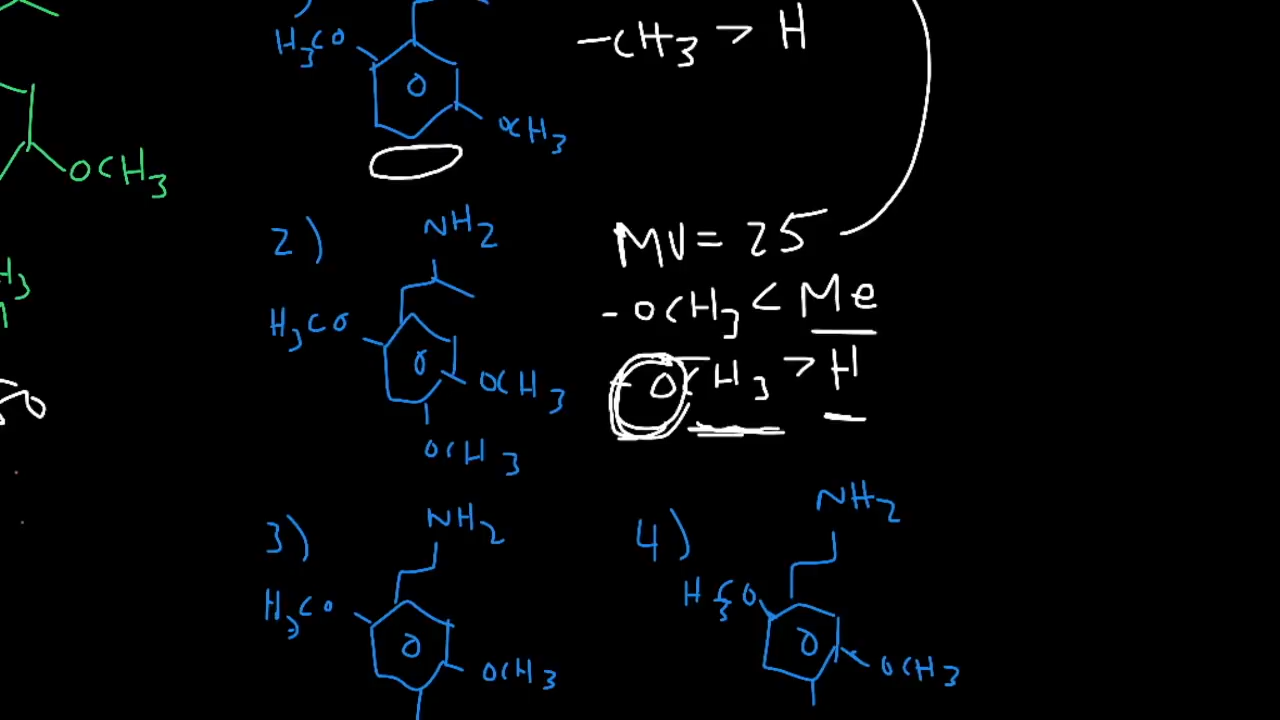 H3CO
-CH3 > H
OCH3
OCH3
2)
NH2
MV = 25
H3CO
-OCH3 < Me
OCH3
-OCH3 > H
OCH3
3)
NH2
4)
NH2
H3CO
H3CO
OCH3
OCH3